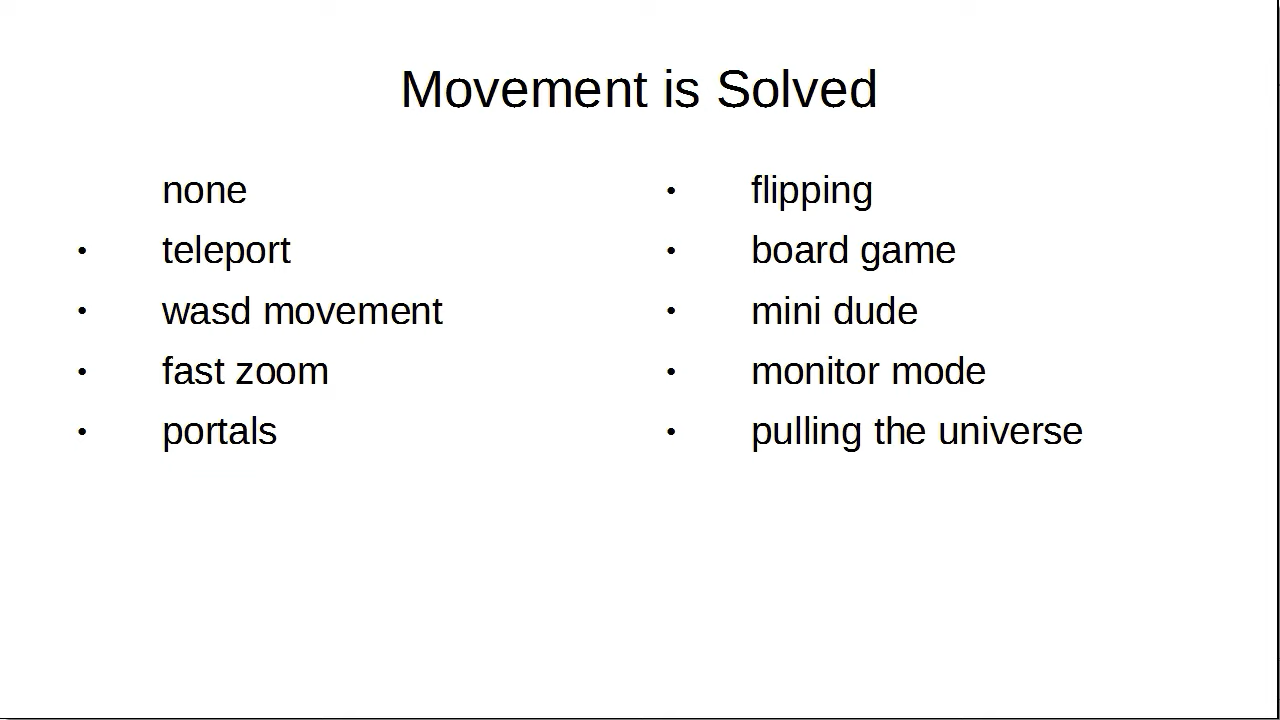 Movement is Solved
none
• teleport
• wasd movement
• fast zoom
• portals
• flipping
• board game
• mini dude
• monitor mode
• pulling the universe